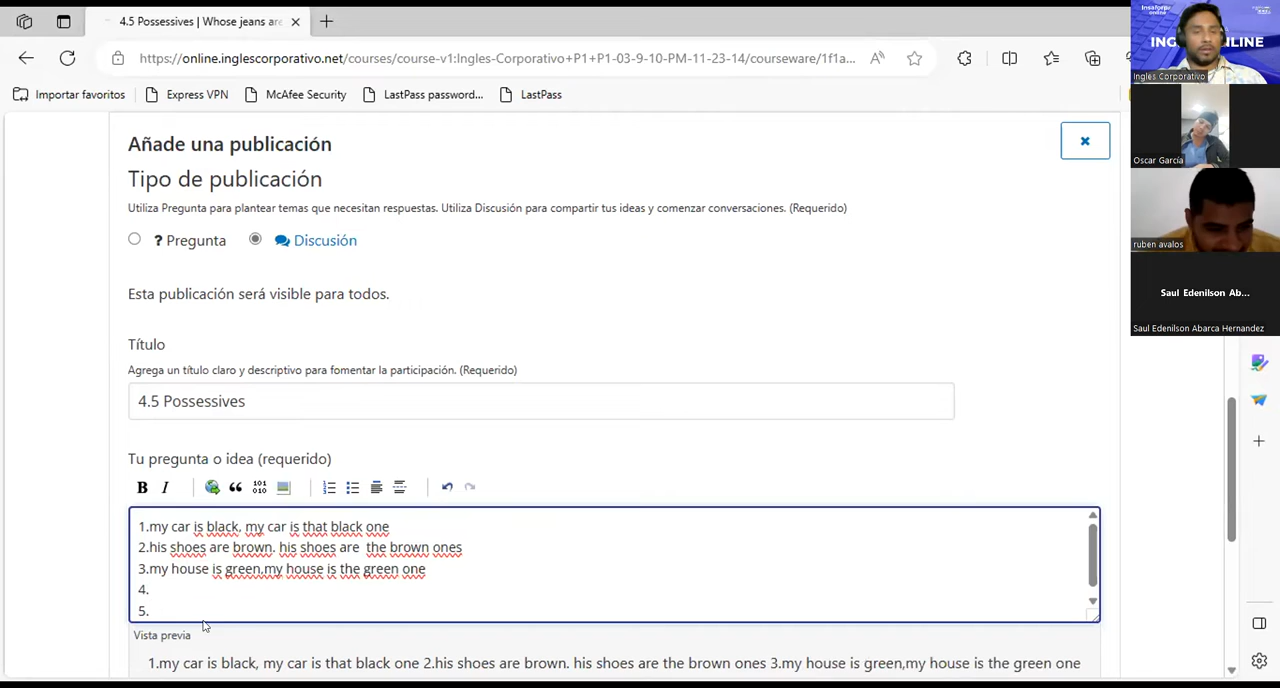 4.5 Possessives | Whose jeans are
https://online.inglescorporativo.net/courses/course-v1:Ingles-Corporativo+P1+P1-03-9-10-PM-11-23-14/courseware/1f1a...
Importar favoritos
Express VPN
McAfee Security
LastPass password...
LastPass
Añade una publicación
Tipo de publicación
Utiliza Pregunta para plantear temas que necesitan respuestas. Utiliza Discusión para compartir tus ideas y comenzar conversaciones. (Requerido)
? Pregunta
Discusión
Esta publicación será visible para todos.
Título
Agrega un título claro y descriptivo para fomentar la participación. (Requerido)
4.5 Possessives
Tu pregunta o idea (requerido)
B I
1.my car is black, my car is that black one
2.his shoes are brown. his shoes are the brown ones
3.my house is green,my house is the green one
4.
5.
Vista previa
1.my car is black, my car is that black one 2.his shoes are brown. his shoes are the brown ones 3.my house is green,my house is the green one
Ingles Corporativo
Oscar García
ruben avalos
Saul Edenilson Ab...
Saul Edenilson Abarca Hernandez